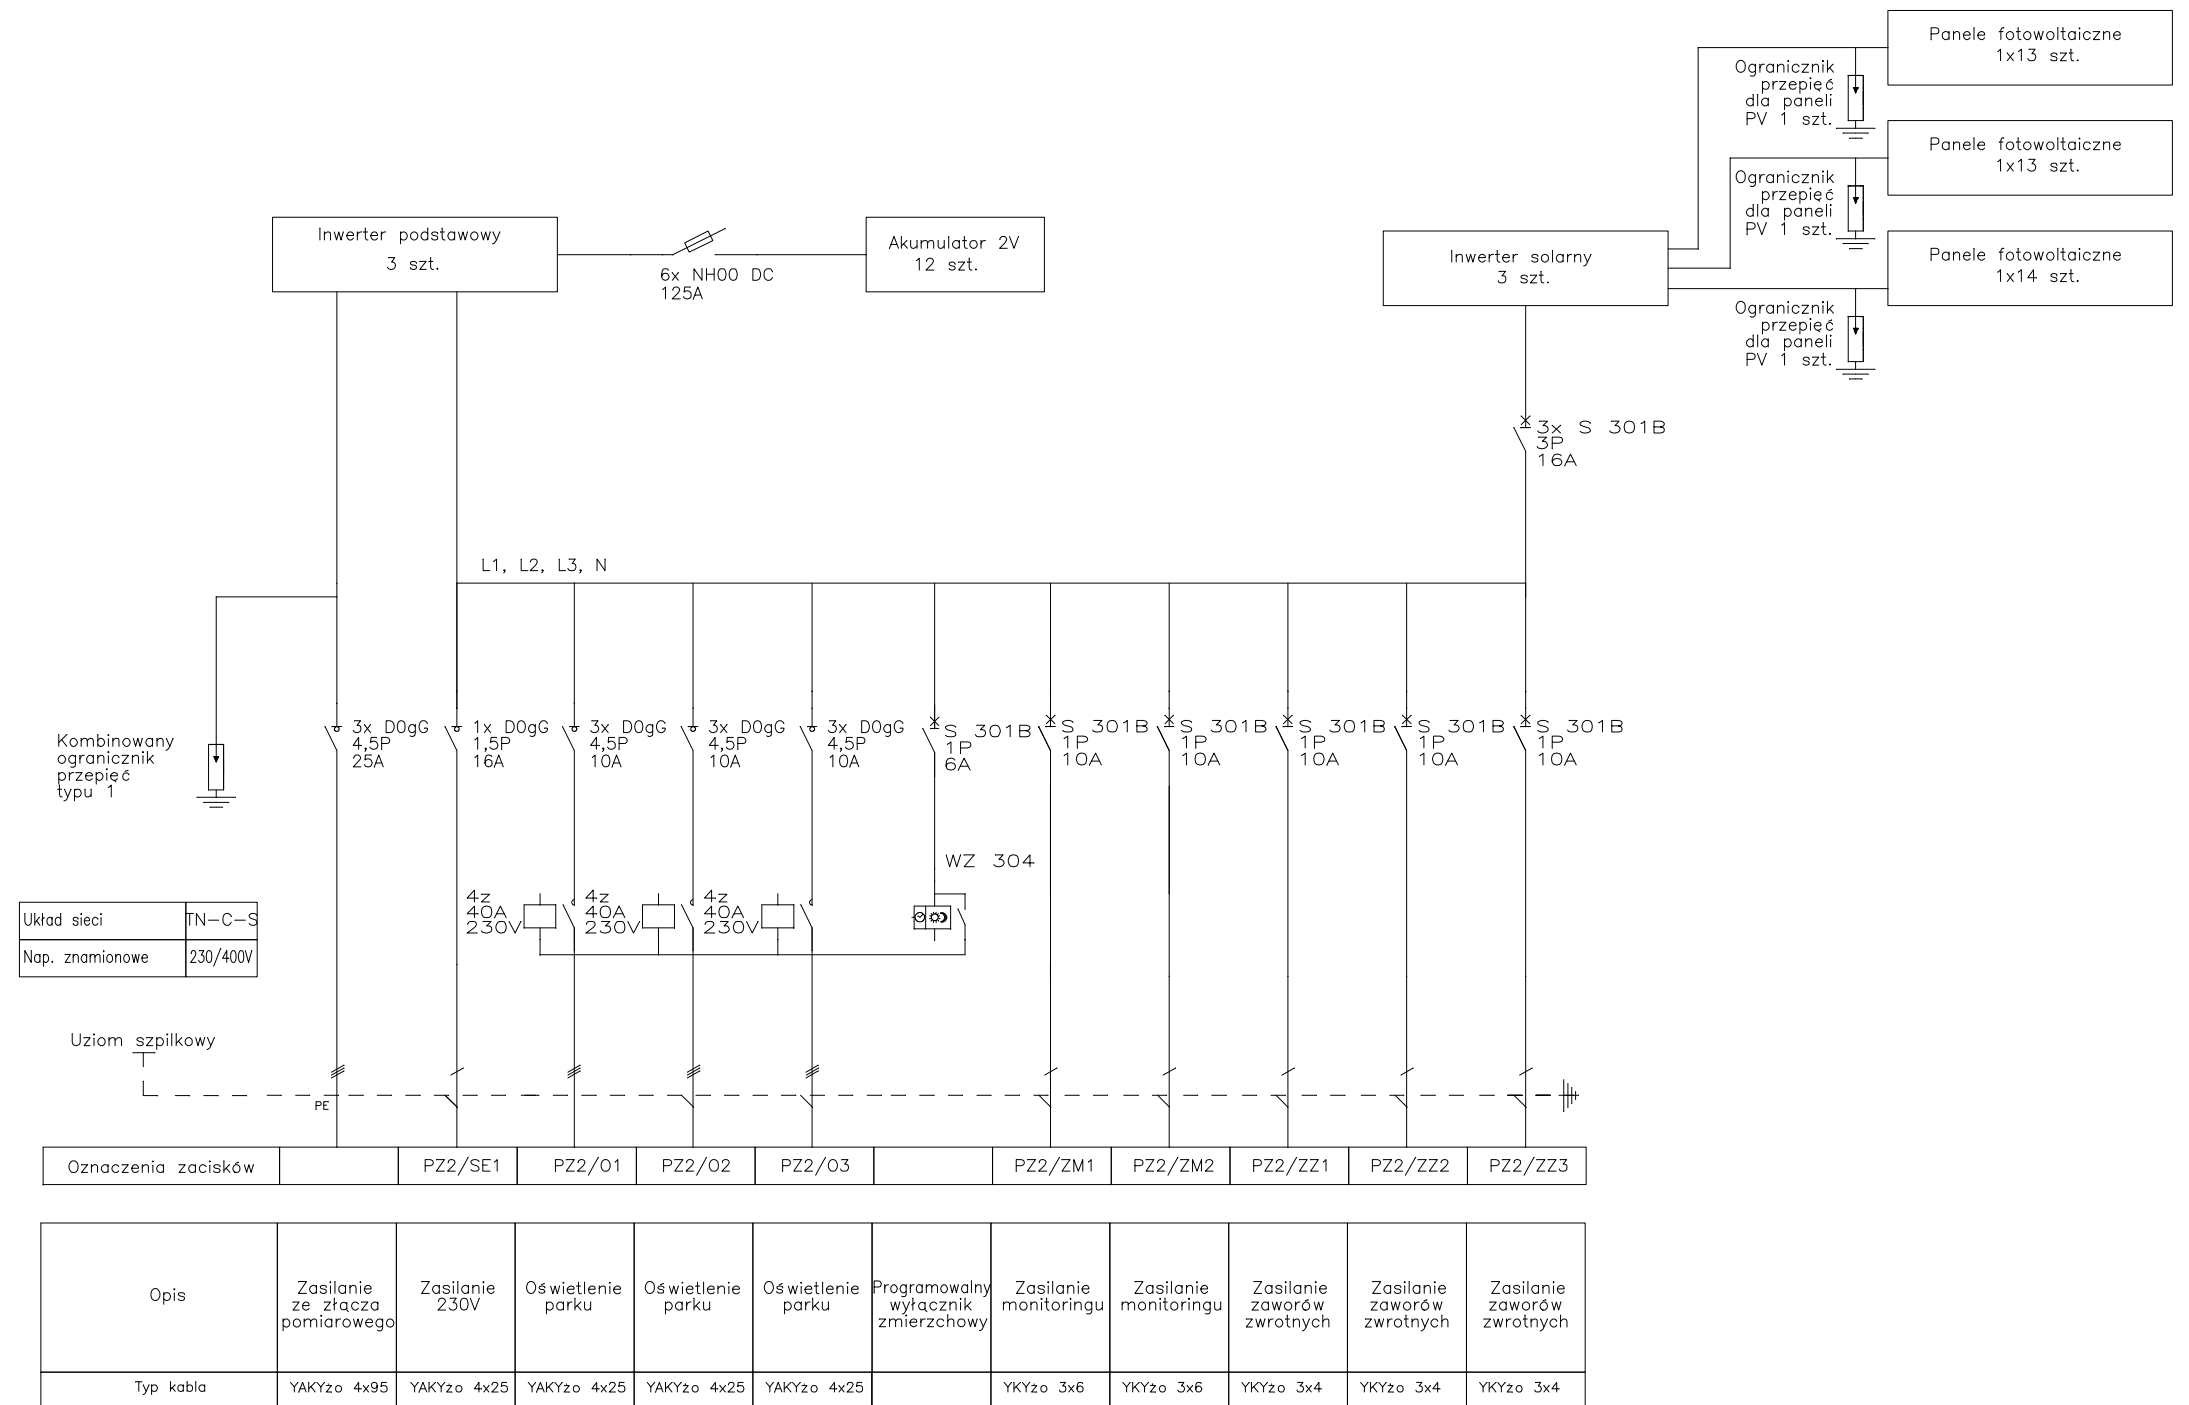 Panele fotowoltaiczne
1x13 szt.
Ogranicznik
przepięć
dla paneli
PV 1 szt.
Panele fotowoltaiczne
1x13 szt.
Ogranicznik
przepięć
dla paneli
PV 1 szt.
Panele fotowoltaiczne
1x14 szt.
Ogranicznik
przepięć
dla paneli
PV 1 szt.
Inwerter podstawowy
3 szt.
6x NH00 DC
125A
Akumulator 2V
12 szt.
Inwerter solarny
3 szt.
3x S 301B
3P
16A
L1, L2, L3, N
Kombinowany
ogranicznik
przepięć
typu 1
3x D0gG
4,5P
25A
1x D0gG
1,5P
16A
3x D0gG
4,5P
10A
3x D0gG
4,5P
10A
3x D0gG
4,5P
10A
S 301B
1P
6A
S 301B
1P
10A
S 301B
1P
10A
S 301B
1P
10A
S 301B
1P
10A
S 301B
1P
10A
WZ 304
4z
40A
230V
4z
40A
230V
4z
40A
230V
Układ sieci TN-C-S
Nap. znamionowe 230/400V
Uziom szpilkowy
PE
Oznaczenia zacisków PZ2/SE1 PZ2/O1 PZ2/O2 PZ2/O3 PZ2/ZM1 PZ2/ZM2 PZ2/ZZ1 PZ2/ZZ2 PZ2/ZZ3
Opis
Zasilanie
ze złącza
pomiarowego
Zasilanie
230V
Oświetlenie
parku
Oświetlenie
parku
Oświetlenie
parku
Programowalny
wyłącznik
zmierzchowy
Zasilanie
monitoringu
Zasilanie
monitoringu
Zasilanie
zaworów
zwrotnych
Zasilanie
zaworów
zwrotnych
Zasilanie
zaworów
zwrotnych
Typ kabla YAKYżo 4x95 YAKYżo 4x25 YAKYżo 4x25 YAKYżo 4x25 YAKYżo 4x25 YKYżo 3x6 YKYżo 3x6 YKYżo 3x4 YKYżo 3x4 YKYżo 3x4